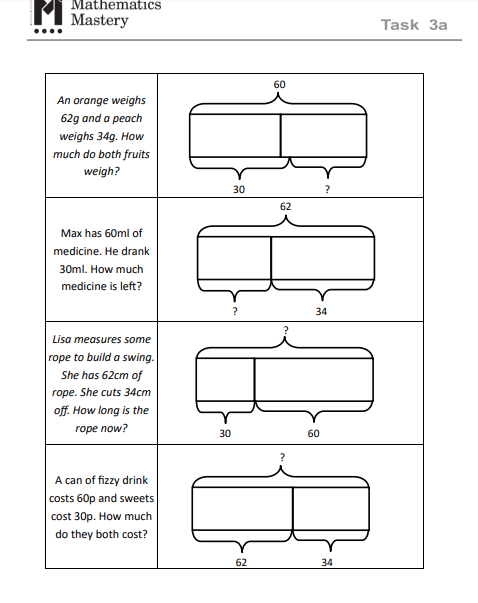 Mathematics
Mastery
Task 3a
An orange weighs
62g and a peach
weighs 34g. How
much do both fruits
weigh?
60
30 ?
Max has 60ml of
medicine. He drank
30ml. How much
medicine is left?
62
? 34
Lisa measures some
rope to build a swing.
She has 62cm of
rope. She cuts 34cm
off. How long is the
rope now?
?
30 60
A can of fizzy drink
costs 60p and sweets
cost 30p. How much
do they both cost?
?
62 34